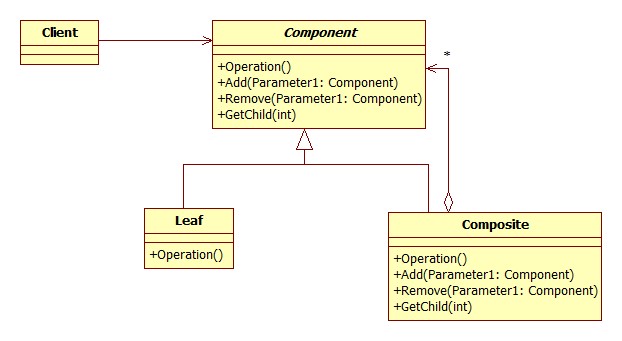 Client
Component
+Operation()
+Add(Parameter1: Component)
+Remove(Parameter1: Component)
+GetChild(int)
*
Leaf
+Operation()
Composite
+Operation()
+Add(Parameter1: Component)
+Remove(Parameter1: Component)
+GetChild(int)